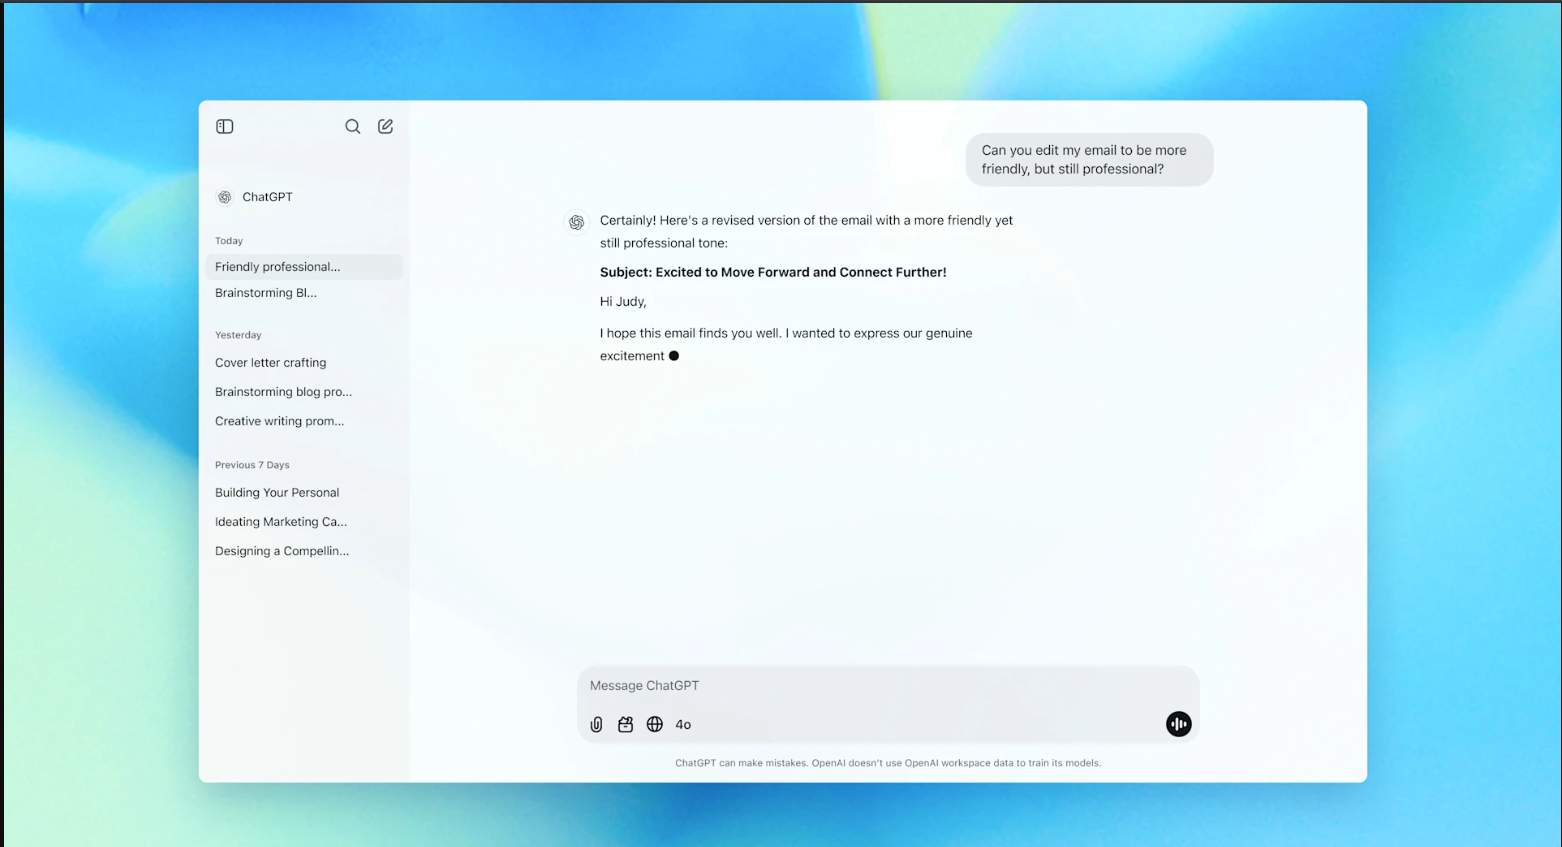 ChatGPT
Today
Friendly professional...
Brainstorming Bl...
Yesterday
Cover letter crafting
Brainstorming blog pro...
Creative writing prom...
Previous 7 Days
Building Your Personal
Ideating Marketing Ca...
Designing a Compellin...
Can you edit my email to be more
friendly, but still professional?
Certainly! Here's a revised version of the email with a more friendly yet
still professional tone:
Subject: Excited to Move Forward and Connect Further!
Hi Judy,
I hope this email finds you well. I wanted to express our genuine
excitement
Message ChatGPT
4o
ChatGPT can make mistakes. OpenAI doesn't use OpenAI workspace data to train its models.